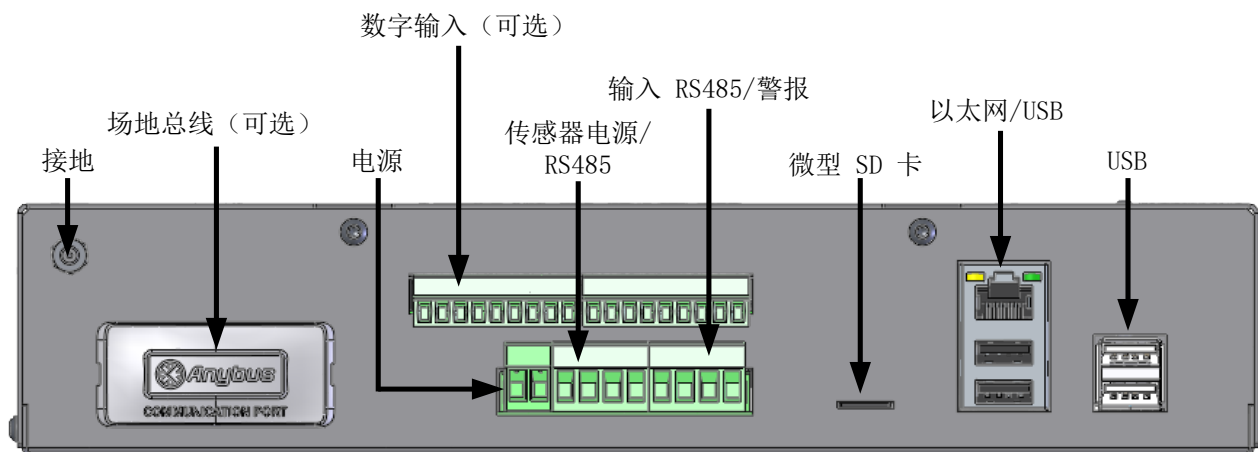 数字输入（可选）
输入 RS485/警报
场地总线（可选）
传感器电源/
RS485
以太网/USB
接地
电源
微型 SD 卡
USB
Anybus
COMMUNICATION PORT